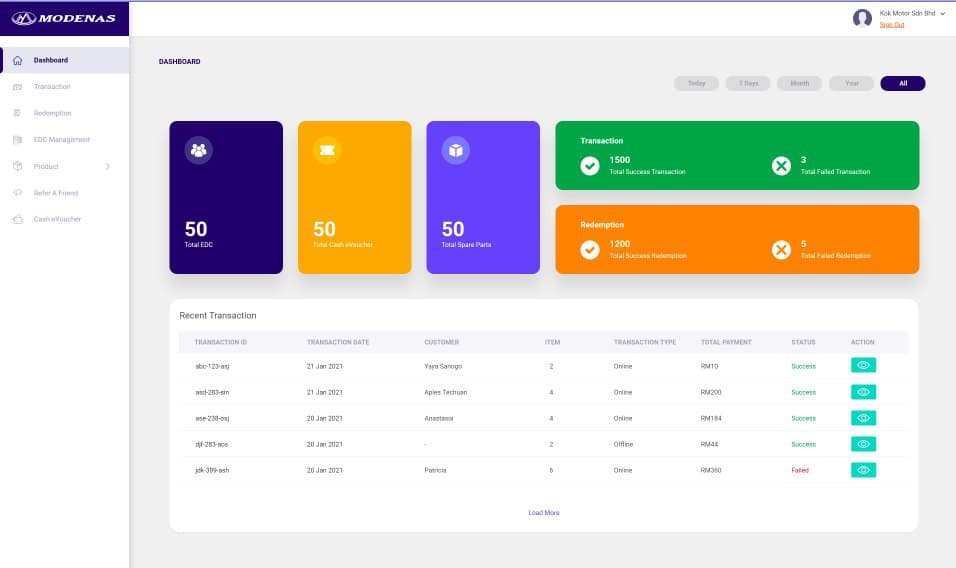 MODENAS
Kok Motor Sdn Bhd
Sign Out
Dashboard
Transaction
Redemption
EDC Management
Product
Refer A Friend
Cash eVoucher
DASHBOARD
Today
7 Days
Month
Year
All
50
Total EDC
50
Total Cash eVoucher
50
Total Spare Parts
Transaction
1500
Total Success Transaction
3
Total Failed Transaction
Redemption
1200
Total Success Redemption
5
Total Failed Redemption
Recent Transaction
TRANSACTION ID TRANSACTION DATE CUSTOMER ITEM TRANSACTION TYPE TOTAL PAYMENT STATUS ACTION
abc-123-asj 21 Jan 2021 Yaya Sanogo 2 Online RM10 Success
asd-283-sin 21 Jan 2021 Aples Techuan 4 Online RM200 Success
ase-238-osj 20 Jan 2021 Anastasia 4 Online RM184 Success
djf-283-aos 20 Jan 2021 - 2 Offline RM44 Success
jdk-389-ash 20 Jan 2021 Patricia 6 Online RM360 Failed
Load More